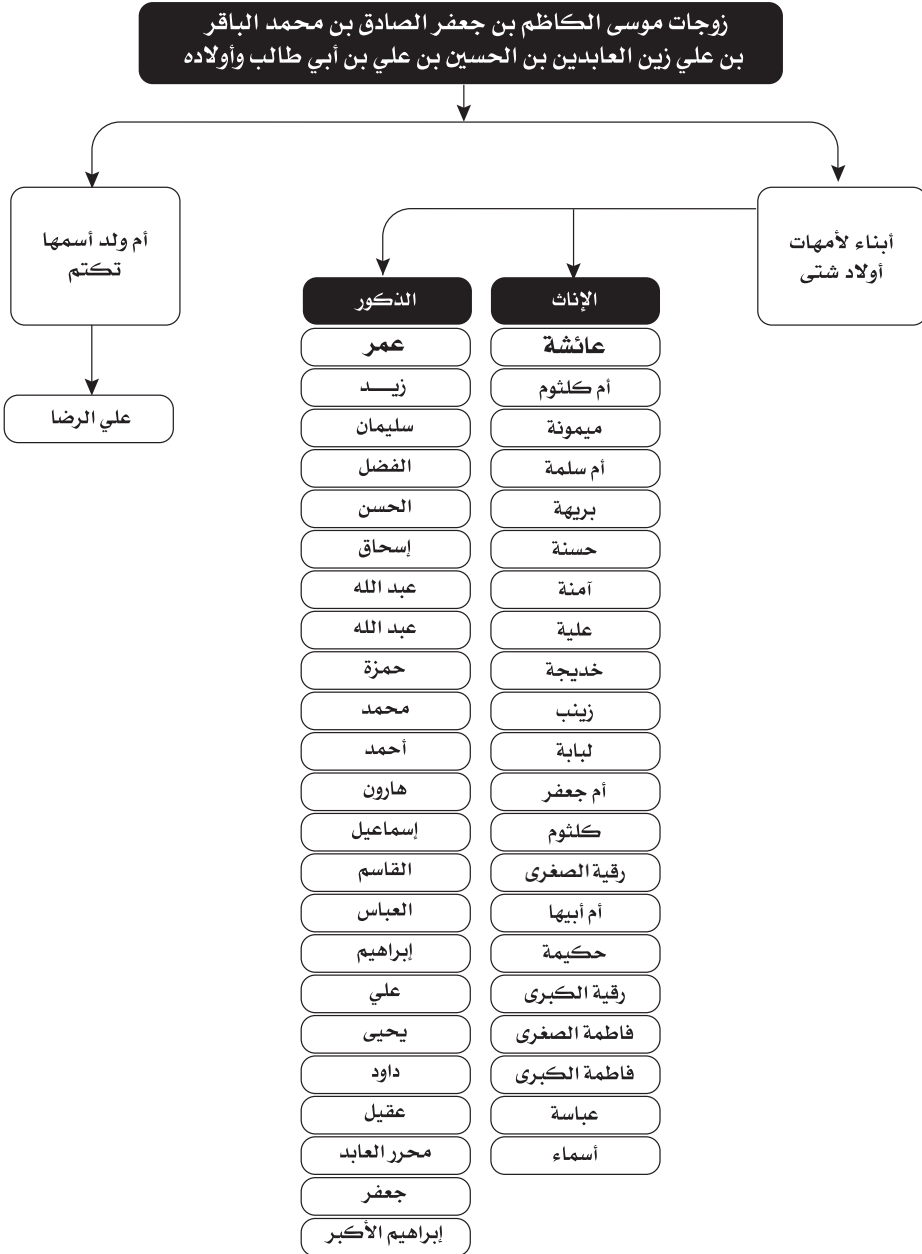 زوجات موسى الكاظم بن جعفر الصادق بن محمد الباقر
بن علي زين العابدين بن الحسين بن علي بن أبي طالب وأولاده
أبناء لأمهات
أولاد شتى
أم ولد أسمها
تكتم
علي الرضا
الإناث
عائشة
أم كلثوم
ميمونة
أم سلمة
بريهة
حسنة
آمنة
علية
خديجة
زينب
لبابة
أم جعفر
كلثوم
رقية الصغرى
أم أبيها
حكيمة
رقية الكبرى
فاطمة الصغرى
فاطمة الكبرى
عباسة
أسماء
الذكور
عمر
زيــد
سليمان
الفضل
الحسن
إسحاق
عبد الله
عبد الله
حمزة
محمد
أحمد
هارون
إسماعيل
القاسم
العباس
إبراهيم
علي
يحيى
داود
عقيل
محرر العابد
جعفر
إبراهيم الأكبر